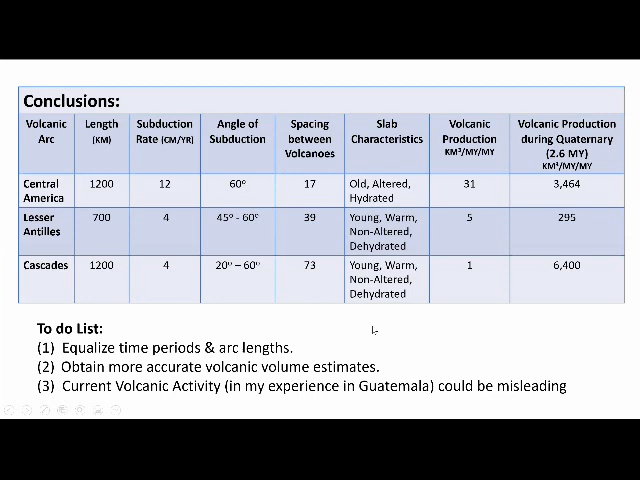 Conclusions:
Volcanic Arc
Length (KM)
Subduction Rate (CM/YR)
Angle of Subduction
Spacing between Volcanoes
Slab Characteristics
Volcanic Production KM³/MY/MY
Volcanic Production during Quaternary (2.6 MY) KM³/MY/MY
Central America 1200 12 60º 17 Old, Altered, Hydrated 31 3,464
Lesser Antilles 700 4 45º - 60º 39 Young, Warm, Non-Altered, Dehydrated 5 295
Cascades 1200 4 20º – 60º 73 Young, Warm, Non-Altered, Dehydrated 1 6,400
To do List:
(1) Equalize time periods & arc lengths.
(2) Obtain more accurate volcanic volume estimates.
(3) Current Volcanic Activity (in my experience in Guatemala) could be misleading